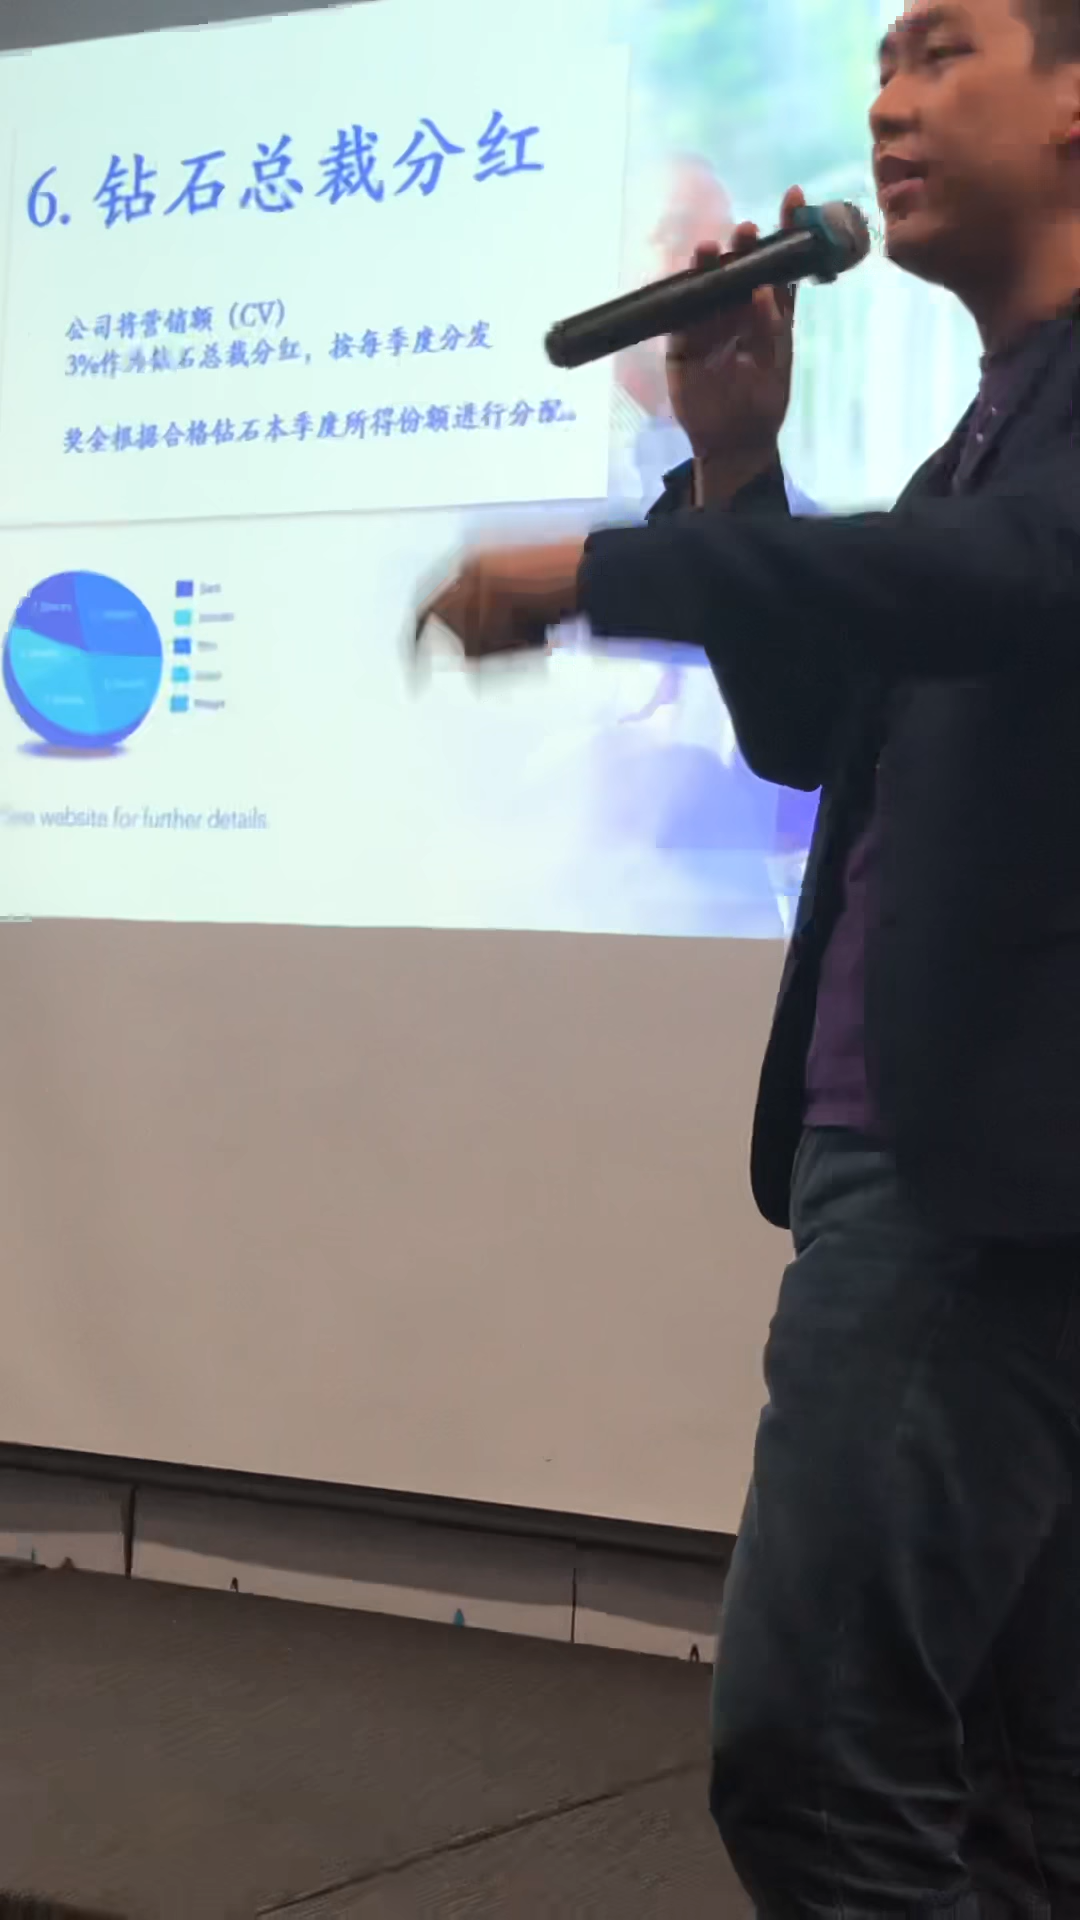 6. 钻石总裁分红
公司将营销额（CV）
3%作为钻石总裁分红，按每季度分发
奖金根据合格钻石本季度所得份额进行分配。
website for further details